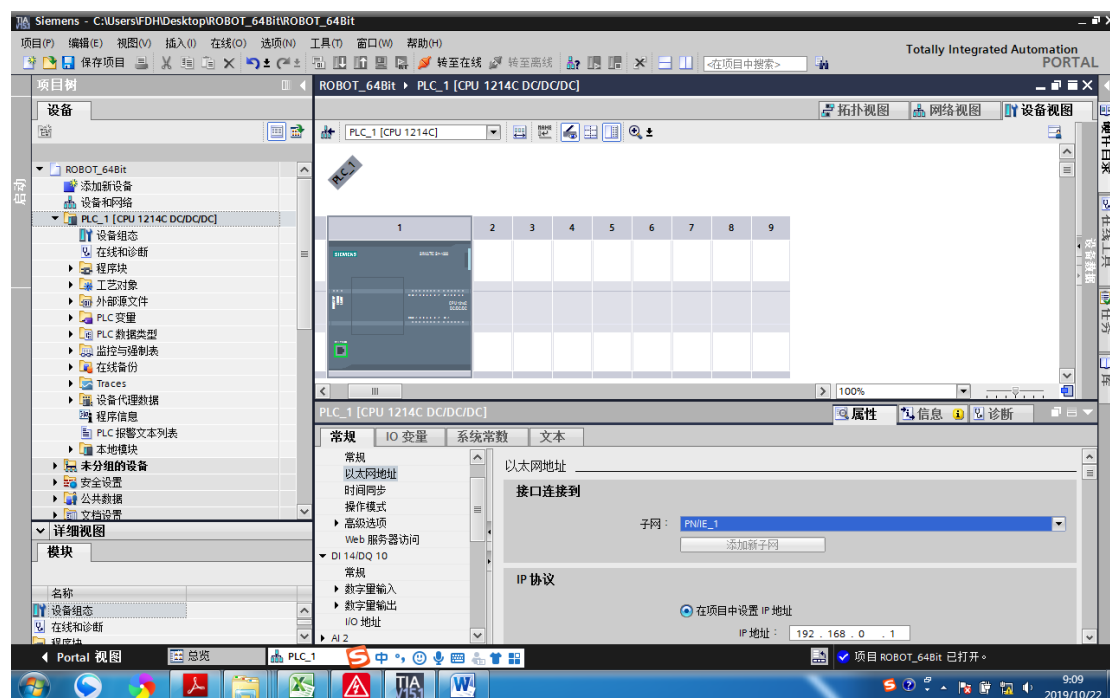 Siemens - C:\Users\FDH\Desktop\ROBOT_64Bit\ROBOT_64Bit
项目(P) 编辑(E) 视图(V) 插入(I) 在线(O) 选项(N) 工具(T) 窗口(W) 帮助(H)
Totally Integrated Automation
PORTAL
保存项目 转至在线 转至离线 <在项目中搜索>
项目树
ROBOT_64Bit ▸ PLC_1 [CPU 1214C DC/DC/DC]
设备
拓扑视图 网络视图 设备视图
PLC_1 [CPU 1214C]
启动
ROBOT_64Bit
添加新设备
设备和网络
PLC_1 [CPU 1214C DC/DC/DC]
设备组态
在线和诊断
程序块
工艺对象
外部源文件
PLC 变量
PLC 数据类型
监控与强制表
在线备份
Traces
设备代理数据
程序信息
PLC 报警文本列表
本地模块
未分组的设备
安全设置
公共数据
文档设置
PLC_1
1 2 3 4 5 6 7 8 9
SIEMENS
100%
详细视图
模块
名称
设备组态
在线和诊断
程序块
PLC_1 [CPU 1214C DC/DC/DC]
属性 信息 诊断
常规 IO 变量 系统常数 文本
常规
以太网地址
时间同步
操作模式
高级选项
Web 服务器访问
DI 14/DQ 10
常规
数字量输入
数字量输出
I/O 地址
AI 2
以太网地址
接口连接到
子网:
PN/IE_1
添加新子网
IP 协议
在项目中设置 IP 地址
IP 地址: 192 . 168 . 0 . 1
Portal 视图 总览 PLC_1 中
项目 ROBOT_64Bit 已打开。
TIA V15.1
9:09
2019/10/22